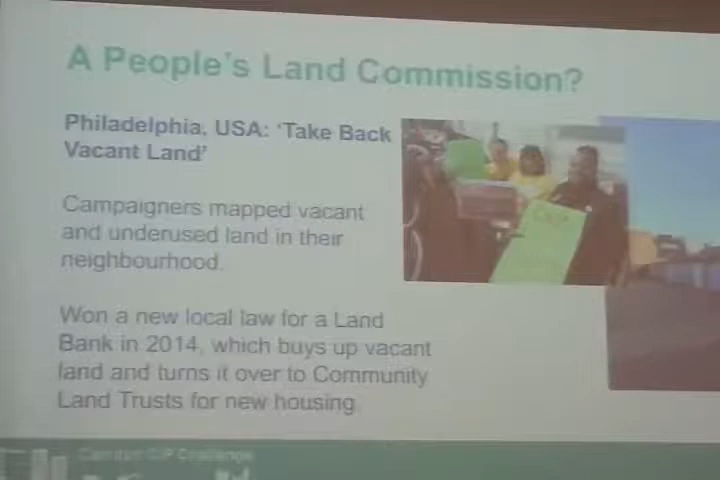 A People's Land Commission?
Philadelphia, USA: 'Take Back
Vacant Land'
Campaigners mapped vacant
and underused land in their
neighbourhood.
Won a new local law for a Land
Bank in 2014, which buys up vacant
land and turns it over to Community
Land Trusts for new housing.
Challenge